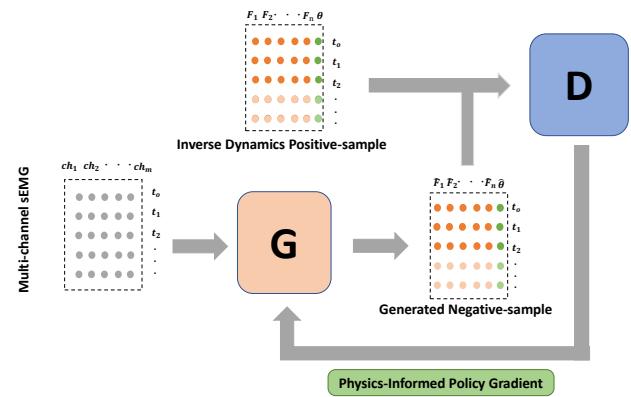 F₁ F₂ · · · Fₙ θ
t₀
t₁
t₂
.
.
Inverse Dynamics Positive-sample
D
Multi-channel sEMG
ch₁ ch₂ · · · chₘ
t₀
t₁
t₂
.
.
.
G
F̂₁ F̂₂ · · · F̂ₙ θ̂
t₀
t₁
t₂
.
.
Generated Negative-sample
Physics-Informed Policy Gradient